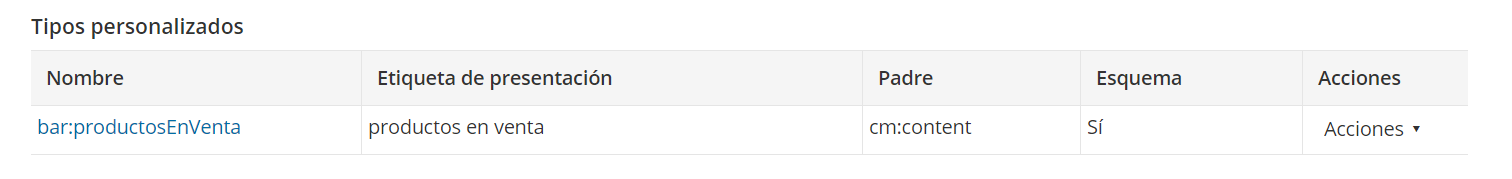 Tipos personalizados
Nombre Etiqueta de presentación Padre Esquema Acciones
bar:productosEnVenta productos en venta cm:content Sí Acciones ▼